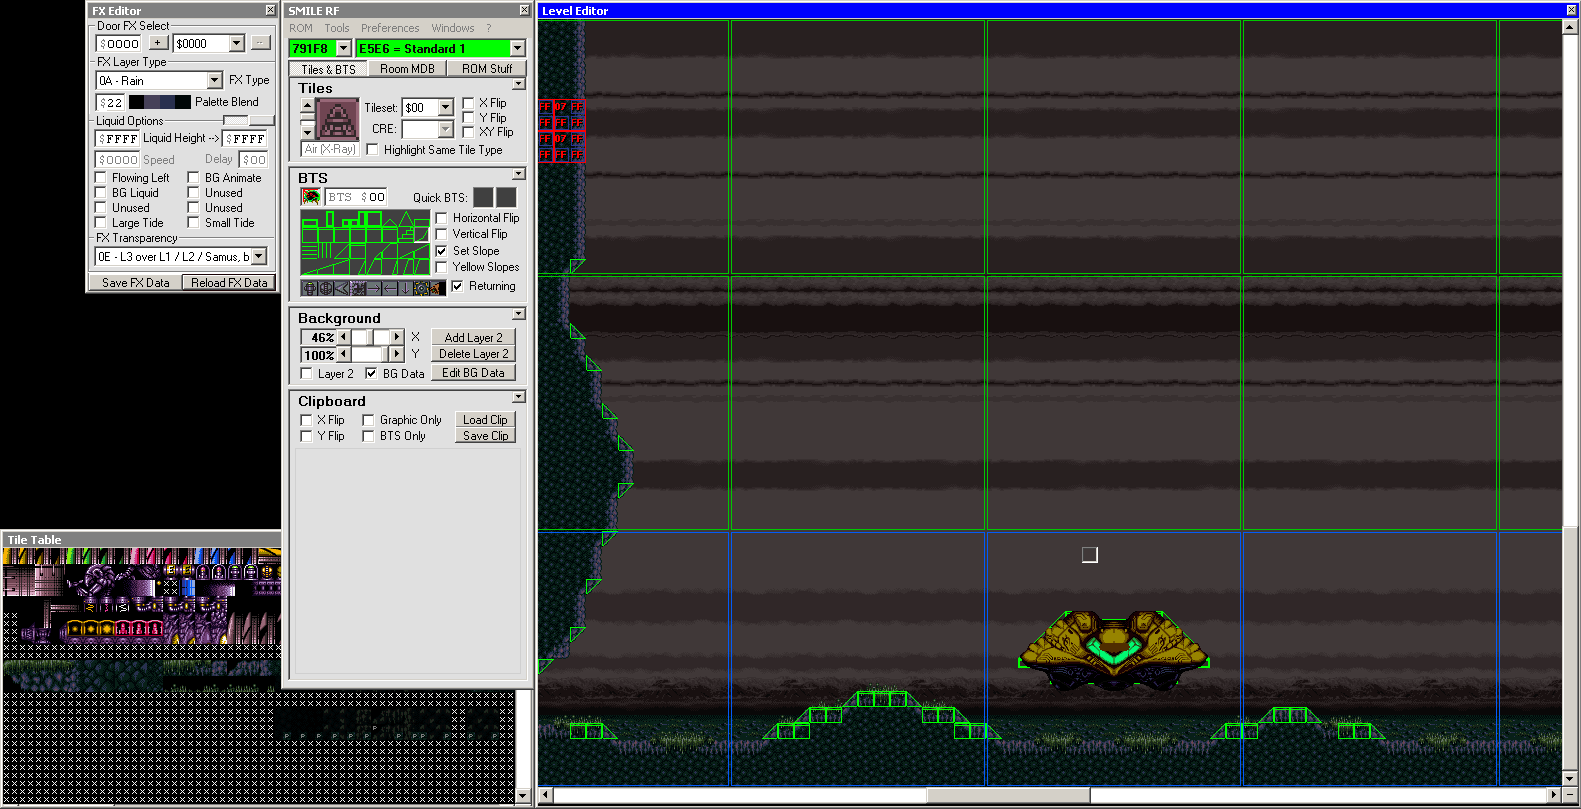 FX Editor
Door FX Select
$0000 + $0000 --
FX Layer Type
0A - Rain FX Type
$22 Palette Blend
Liquid Options
$FFFF Liquid Height --> $FFFF
$0000 Speed Delay $00
Flowing Left BG Animate
BG Liquid Unused
Unused Unused
Large Tide Small Tide
FX Transparency
0E - L3 over L1 / L2 / Samus, b
Save FX Data Reload FX Data
SMILE RF
ROM Tools Preferences Windows ?
791F8 E5E6 = Standard 1
Tiles & BTS Room MDB ROM Stuff
Tiles
Tileset: $00 X Flip
Y Flip
CRE: XY Flip
Air (X-Ray) Highlight Same Tile Type
BTS
BTS $00 Quick BTS:
Horizontal Flip
Vertical Flip
Set Slope
Yellow Slopes
Returning
Background
46% X Add Layer 2
100% Y Delete Layer 2
Layer 2 BG Data Edit BG Data
Clipboard
X Flip Graphic Only Load Clip
Y Flip BTS Only Save Clip
Level Editor
FF 07 FF
FF FF FF
FF 07 FF
FF FF FF
Tile Table